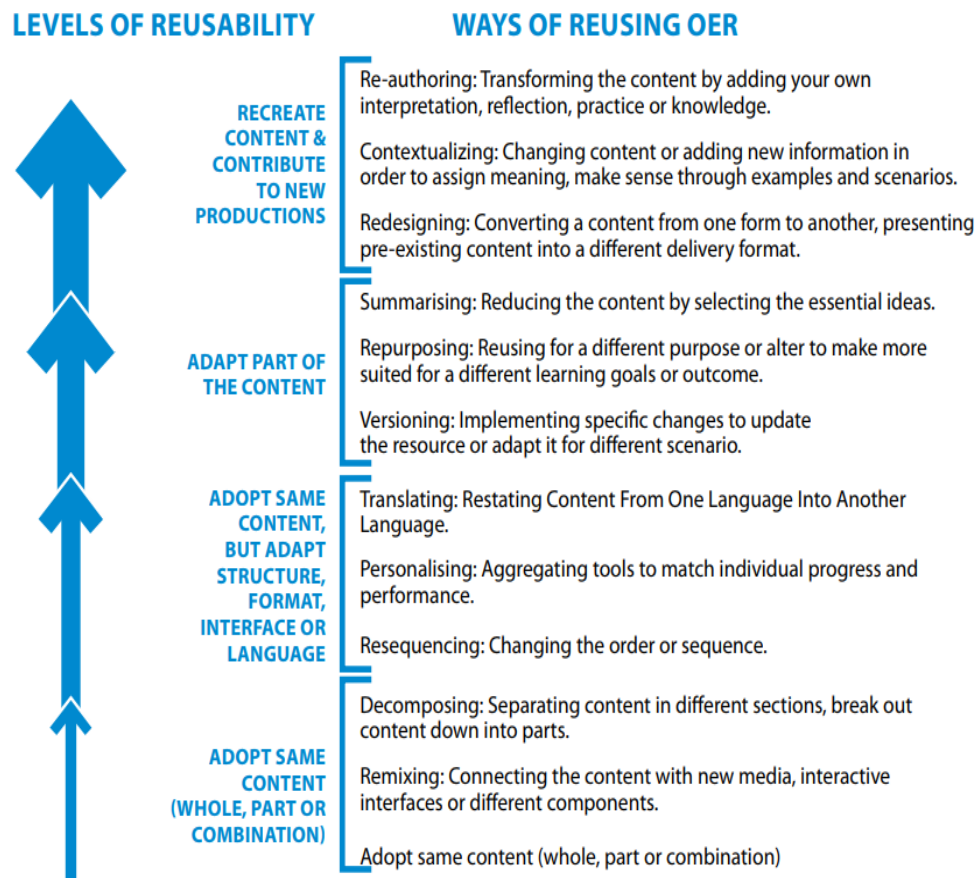 LEVELS OF REUSABILITY
WAYS OF REUSING OER
RECREATE
CONTENT &
CONTRIBUTE
TO NEW
PRODUCTIONS
Re-authoring: Transforming the content by adding your own
interpretation, reflection, practice or knowledge.
Contextualizing: Changing content or adding new information in
order to assign meaning, make sense through examples and scenarios.
Redesigning: Converting a content from one form to another, presenting
pre-existing content into a different delivery format.
ADAPT PART OF
THE CONTENT
Summarising: Reducing the content by selecting the essential ideas.
Repurposing: Reusing for a different purpose or alter to make more
suited for a different learning goals or outcome.
Versioning: Implementing specific changes to update
the resource or adapt it for different scenario.
ADOPT SAME
CONTENT,
BUT ADAPT
STRUCTURE,
FORMAT,
INTERFACE OR
LANGUAGE
Translating: Restating Content From One Language Into Another
Language.
Personalising: Aggregating tools to match individual progress and
performance.
Resequencing: Changing the order or sequence.
ADOPT SAME
CONTENT
(WHOLE, PART OR
COMBINATION)
Decomposing: Separating content in different sections, break out
content down into parts.
Remixing: Connecting the content with new media, interactive
interfaces or different components.
Adopt same content (whole, part or combination)